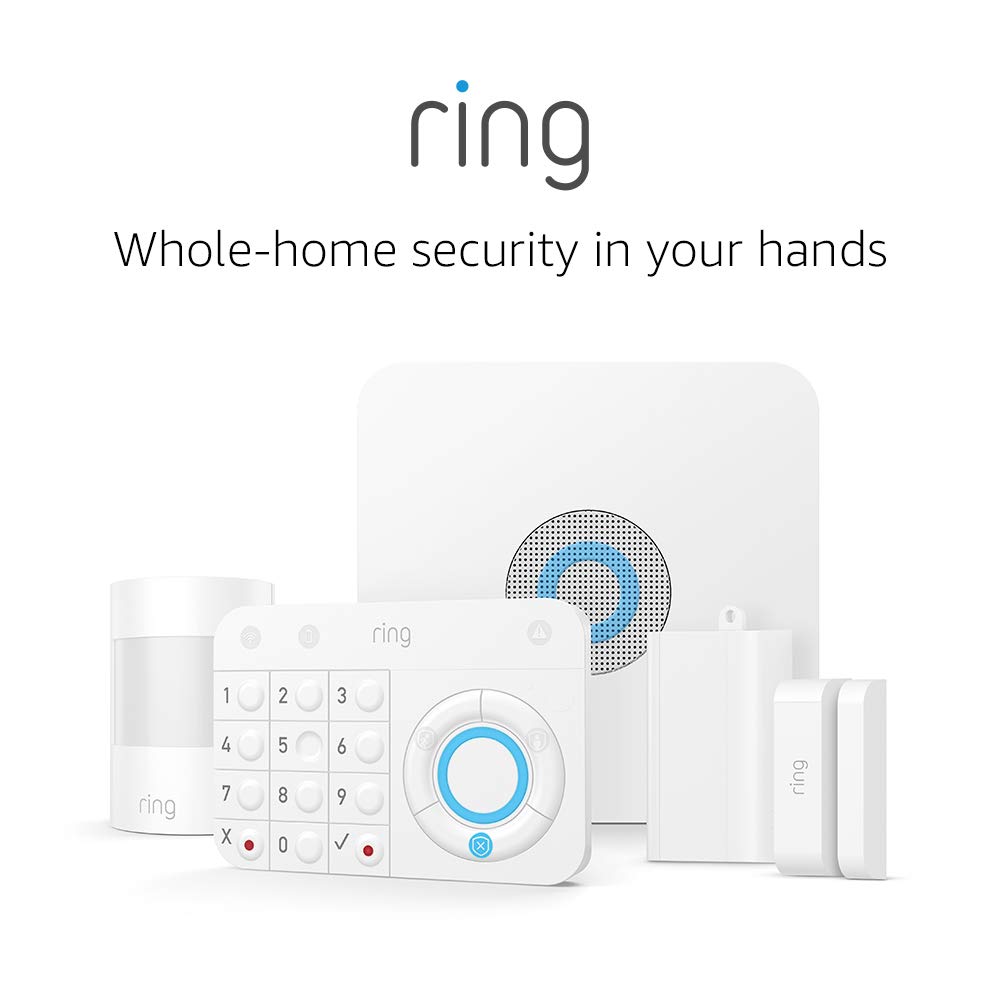 ring
Whole-home security in your hands
ring
1 2 3
4 5 6
7 8 9
X 0 ✓
ring
ring